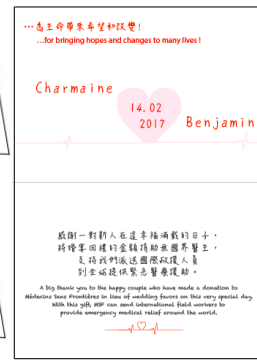 …為生命帶來希望和改變！
...for bringing hopes and changes to many lives !
Charmaine
14.02
2017
Benjamin
感謝一對新人在這幸福滿載的日子，
將婚宴回禮的金額捐助無國界醫生，
支持我們派送國際救援人員
到全球提供緊急醫療援助。
A big thank you to the happy couple who have made a donation to
Médecins Sans Frontières in lieu of wedding favors on this very special day.
With this gift, MSF can send international field workers to
provide emergency medical relief around the world.